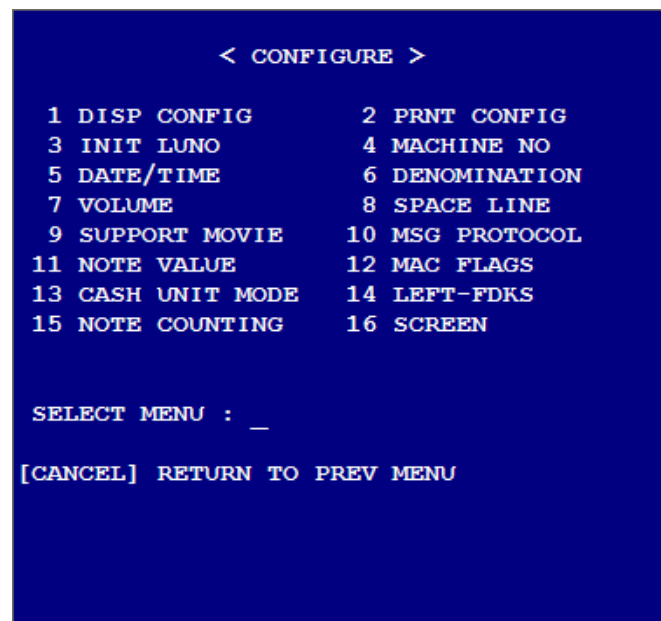 < CONFIGURE >
1 DISP CONFIG 2 PRNT CONFIG
3 INIT LUNO 4 MACHINE NO
5 DATE/TIME 6 DENOMINATION
7 VOLUME 8 SPACE LINE
9 SUPPORT MOVIE 10 MSG PROTOCOL
11 NOTE VALUE 12 MAC FLAGS
13 CASH UNIT MODE 14 LEFT-FDKS
15 NOTE COUNTING 16 SCREEN
SELECT MENU : _
[CANCEL] RETURN TO PREV MENU